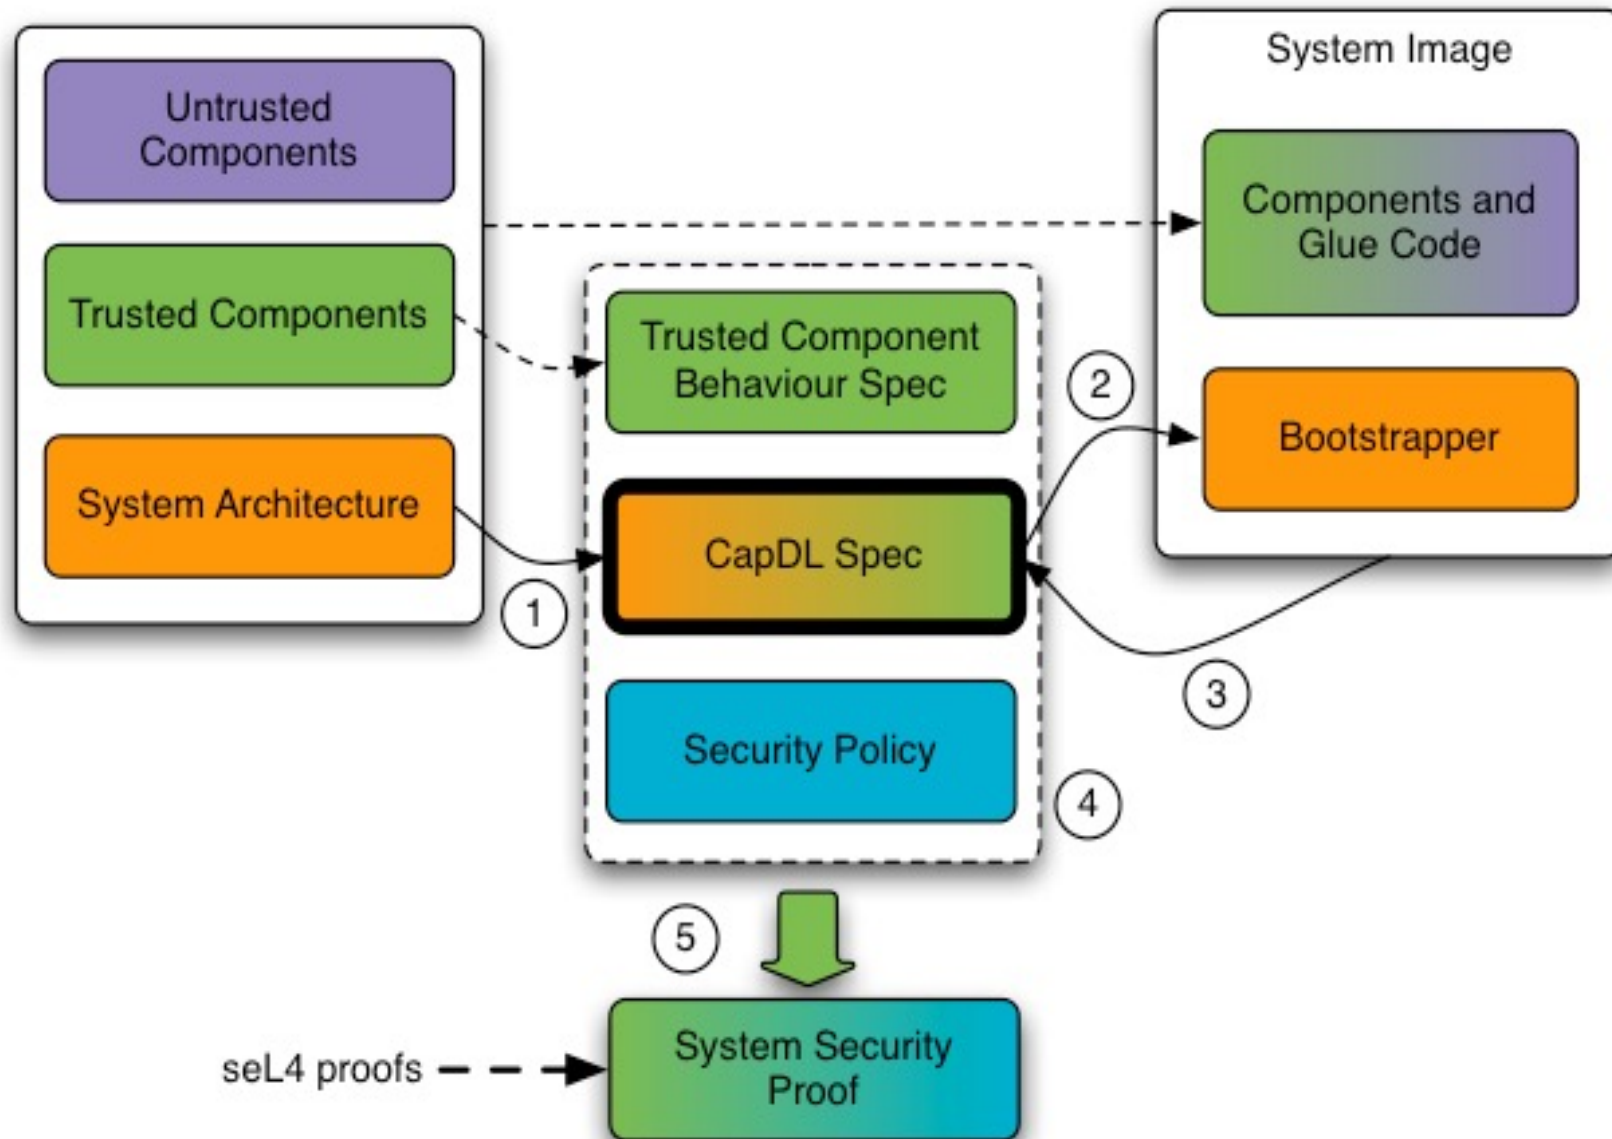 Untrusted
Components
Trusted Components
System Architecture
1
Trusted Component
Behaviour Spec
CapDL Spec
Security Policy
2
3
4
5
System Image
Components and
Glue Code
Bootstrapper
seL4 proofs
System Security
Proof